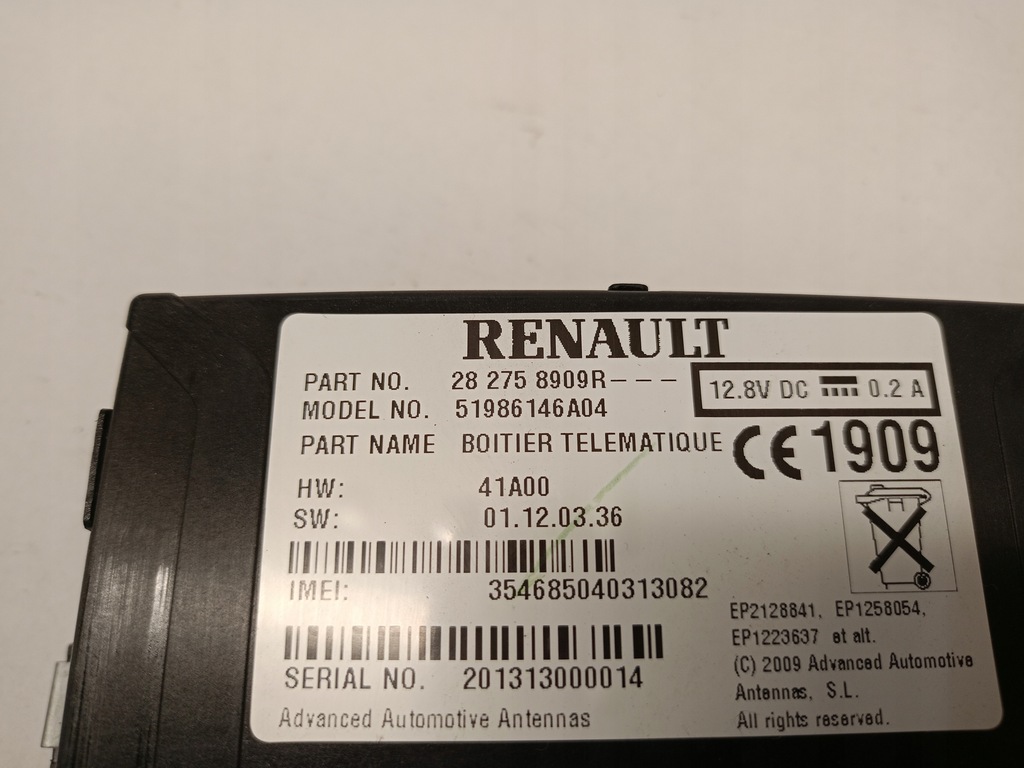 RENAULT
PART NO. 28 275 8909R---
MODEL NO. 51986146A04
12.8V DC 0.2 A
PART NAME BOITIER TELEMATIQUE
CE 1909
HW: 41A00
SW: 01.12.03.36
IMEI: 354685040313082
SERIAL NO. 201313000014
Advanced Automotive Antennas
EP2128841, EP1258054,
EP1223637 et alt.
(C) 2009 Advanced Automotive
Antennas, S.L.
All rights reserved.